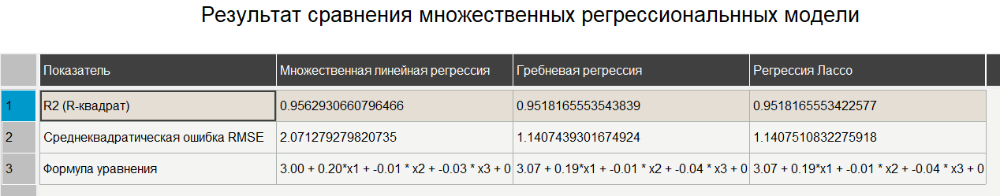 Результат сравнения множественных регрессиональнных модели
Показатель Множественная линейная регрессия Гребневая регрессия Регрессия Лассо
1 R2 (R-квадрат) 0.9562930660796466 0.9518165553543839 0.9518165553422577
2 Среднеквадратическая ошибка RMSE 2.071279279820735 1.1407439301674924 1.1407510832275918
3 Формула уравнения 3.00 + 0.20*x1 + -0.01 * x2 + -0.03 * x3 + 0 3.07 + 0.19*x1 + -0.01 * x2 + -0.04 * x3 + 0 3.07 + 0.19*x1 + -0.01 * x2 + -0.04 * x3 + 0